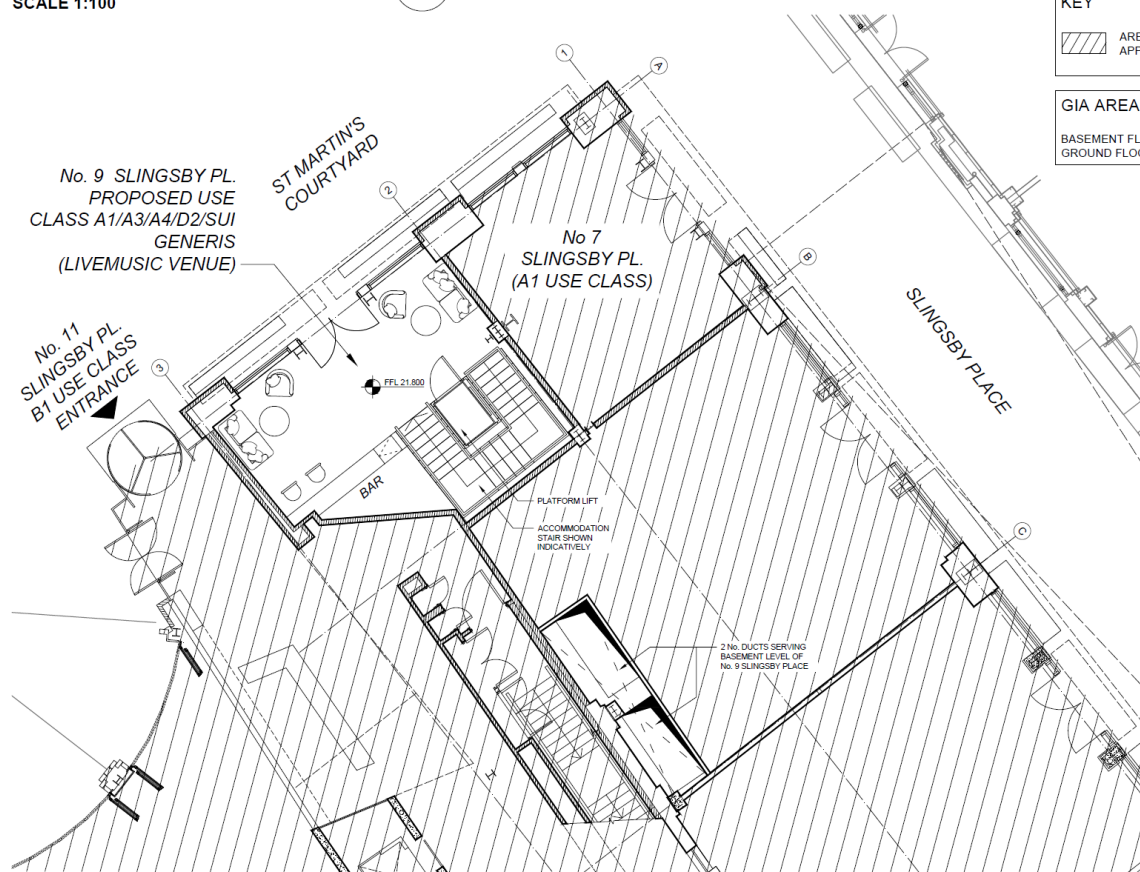 SCALE 1:100
KEY
ARE
APP
GIA AREA
BASEMENT FL
GROUND FLOO
1
A
ST MARTIN'S
COURTYARD
No. 9 SLINGSBY PL.
PROPOSED USE
CLASS A1/A3/A4/D2/SUI
GENERIS
(LIVEMUSIC VENUE)
2
No 7
SLINGSBY PL.
(A1 USE CLASS)
B
SLINGSBY PLACE
No. 11
SLINGSBY PL.
B1 USE CLASS
ENTRANCE
3
FFL 21.800
BAR
PLATFORM LIFT
ACCOMMODATION
STAIR SHOWN
INDICATIVELY
C
2 No. DUCTS SERVING
BASEMENT LEVEL OF
No. 9 SLINGSBY PLACE